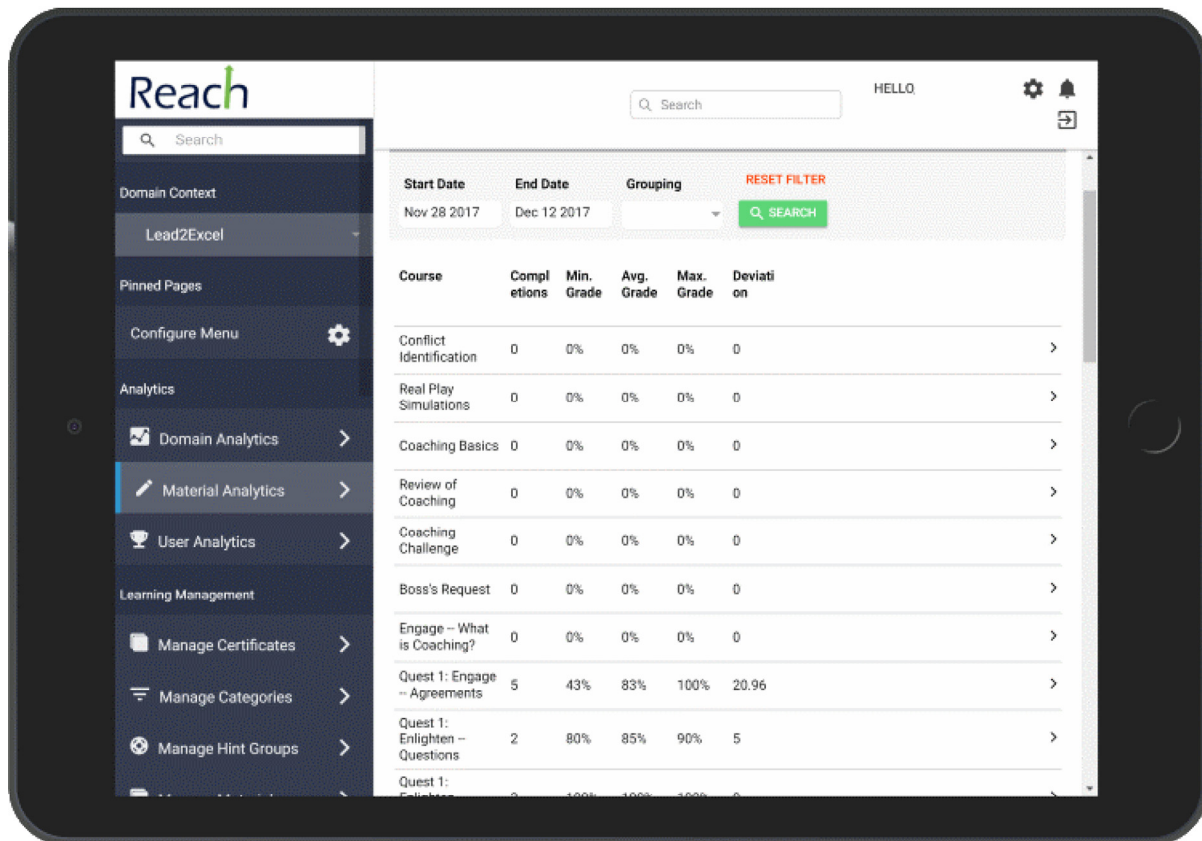 Reach
Search
Domain Context
Lead2Excel
Pinned Pages
Configure Menu
Analytics
Domain Analytics
Material Analytics
User Analytics
Learning Management
Manage Certificates
Manage Categories
Manage Hint Groups
Search
HELLO
Start Date End Date Grouping RESET FILTER
Nov 28 2017 Dec 12 2017 SEARCH
Course Compl Min. Avg. Max. Deviati
etions Grade Grade Grade on
Conflict
Identification 0 0% 0% 0% 0
Real Play
Simulations 0 0% 0% 0% 0
Coaching Basics 0 0% 0% 0% 0
Review of
Coaching 0 0% 0% 0% 0
Coaching
Challenge 0 0% 0% 0% 0
Boss's Request 0 0% 0% 0% 0
Engage -- What
is Coaching? 0 0% 0% 0% 0
Quest 1: Engage
-- Agreements 5 43% 83% 100% 20.96
Quest 1:
Enlighten --
Questions 2 80% 85% 90% 5
Quest 1: